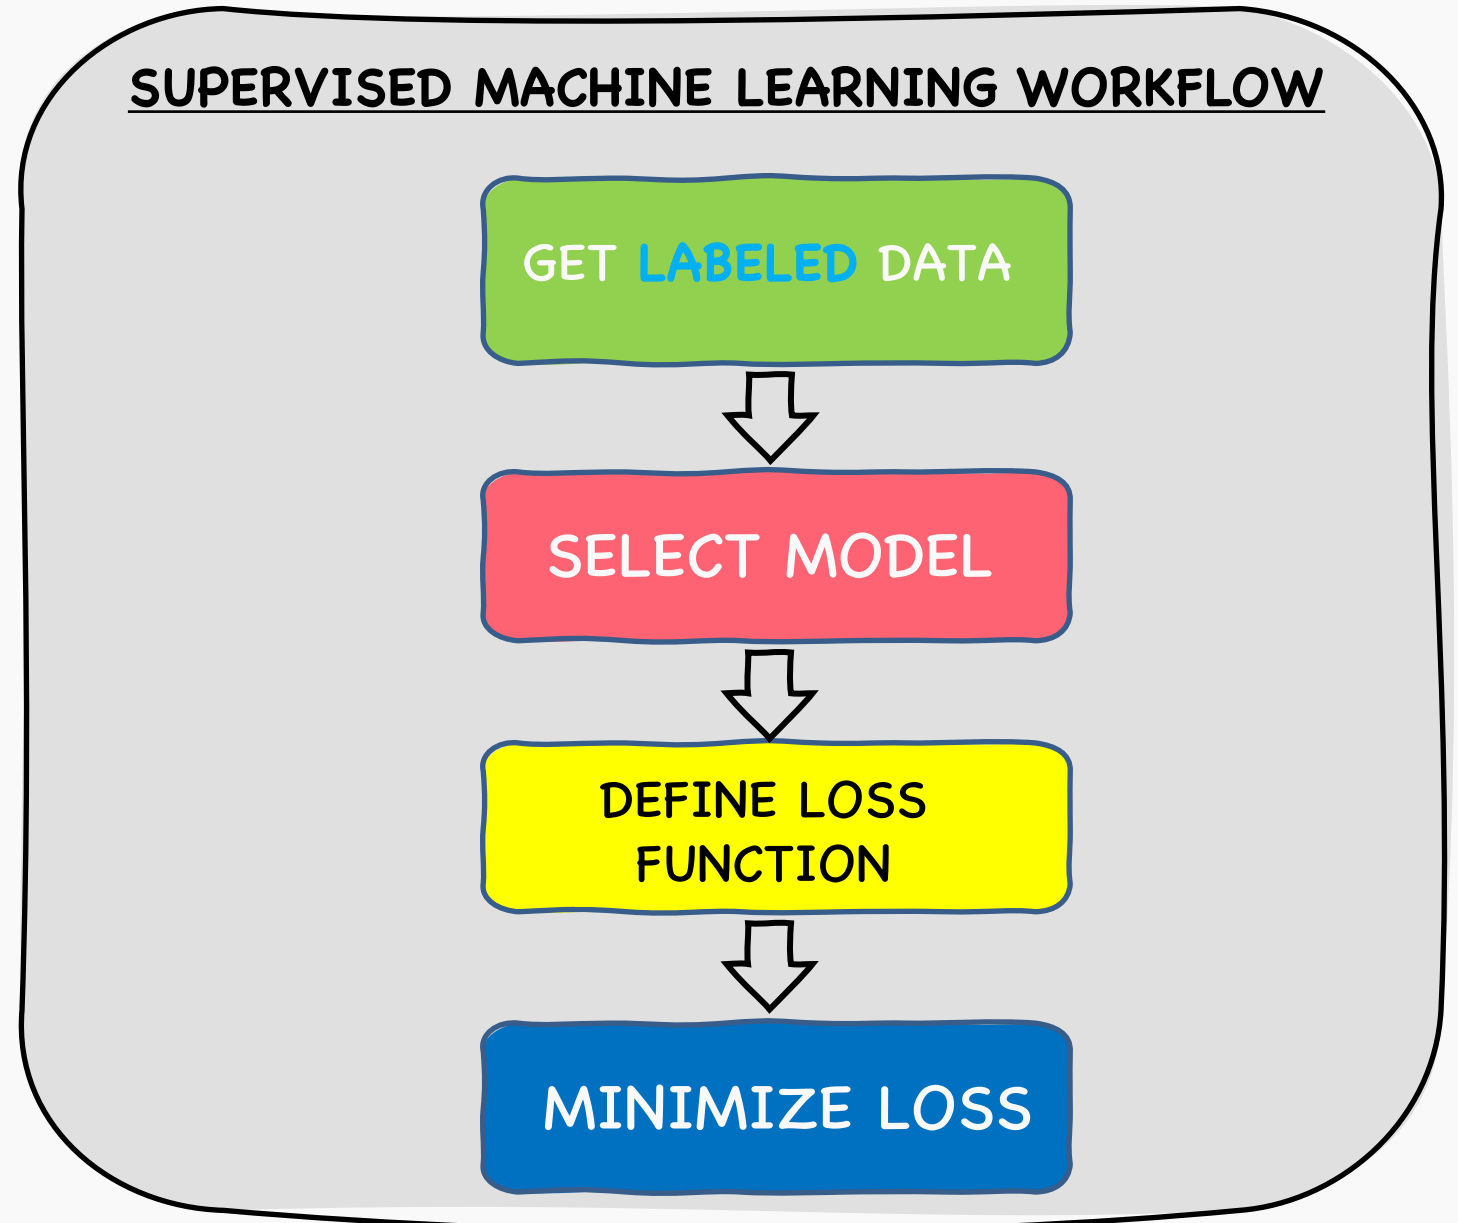 SUPERVISED MACHINE LEARNING WORKFLOW
GET LABELED DATA
SELECT MODEL
DEFINE LOSS
FUNCTION
MINIMIZE LOSS